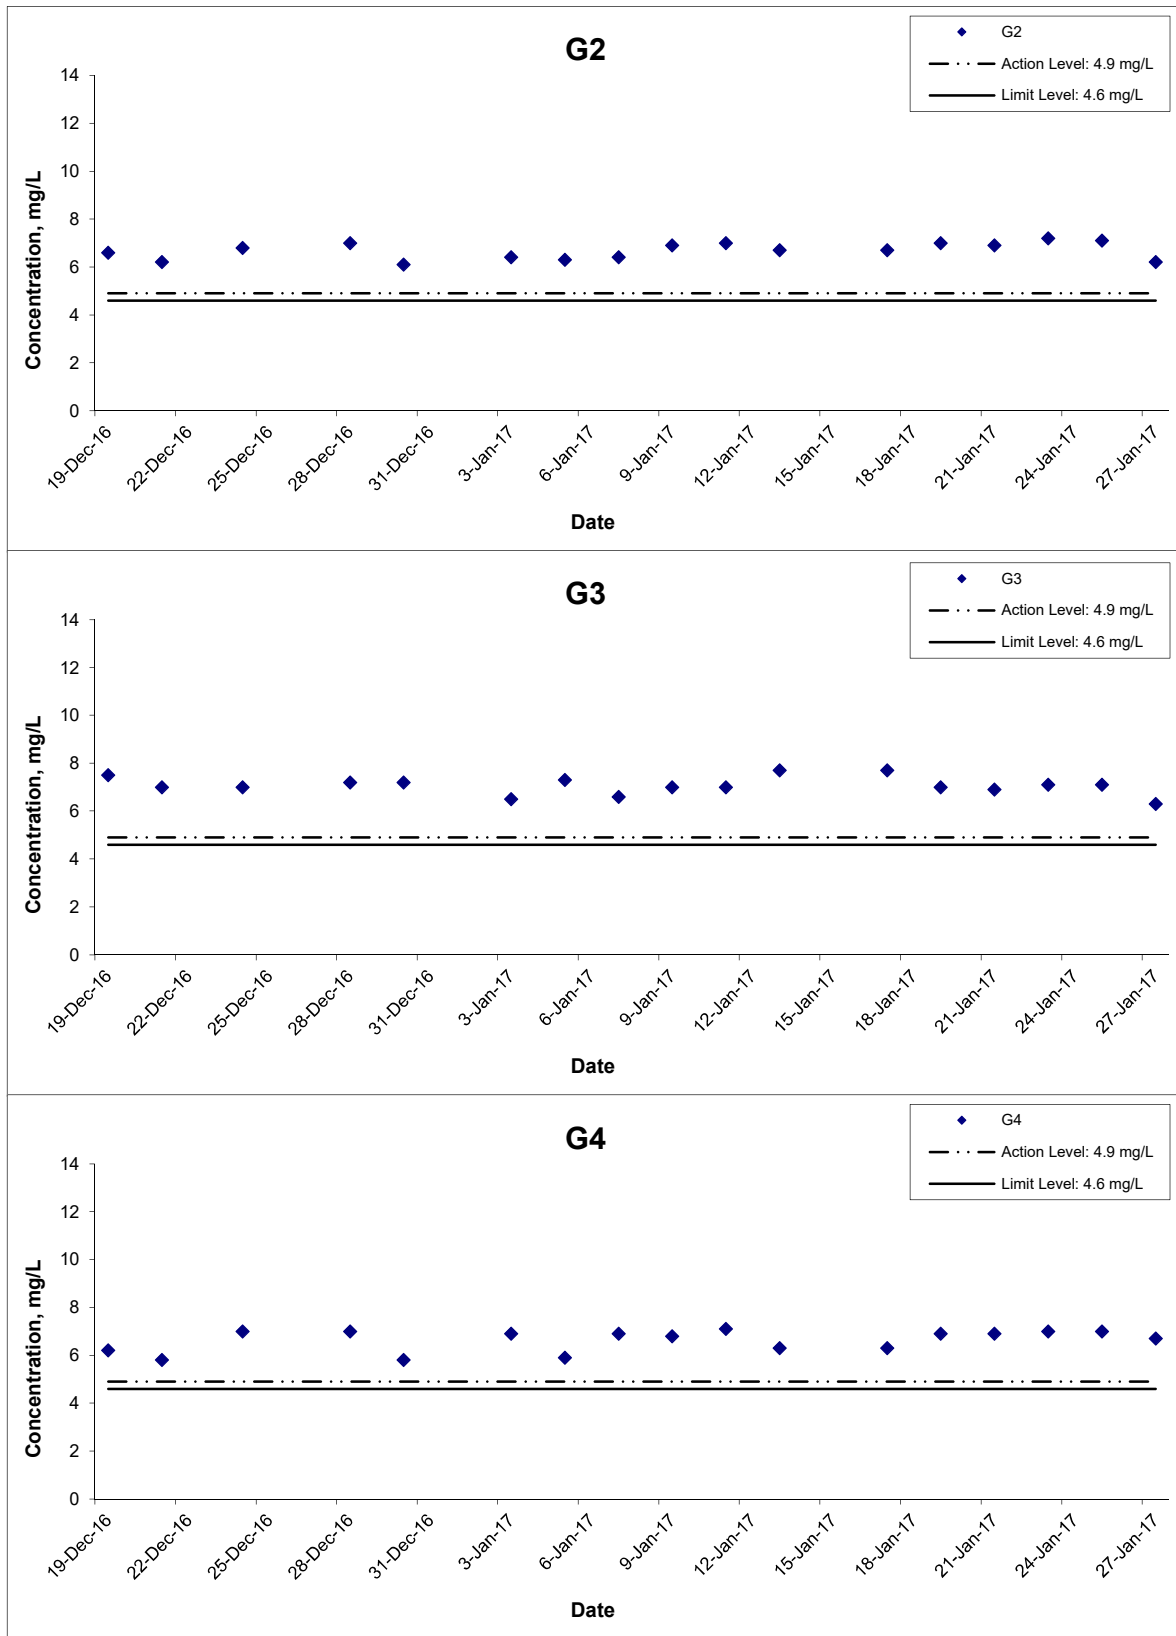 G2
G2
Action Level: 4.9 mg/L
Limit Level: 4.6 mg/L
14
12
10
8
6
4
2
0
Concentration, mg/L
19-Dec-16
22-Dec-16
25-Dec-16
28-Dec-16
31-Dec-16
3-Jan-17
6-Jan-17
9-Jan-17
12-Jan-17
15-Jan-17
18-Jan-17
21-Jan-17
24-Jan-17
27-Jan-17
Date
G3
G3
Action Level: 4.9 mg/L
Limit Level: 4.6 mg/L
14
12
10
8
6
4
2
0
Concentration, mg/L
19-Dec-16
22-Dec-16
25-Dec-16
28-Dec-16
31-Dec-16
3-Jan-17
6-Jan-17
9-Jan-17
12-Jan-17
15-Jan-17
18-Jan-17
21-Jan-17
24-Jan-17
27-Jan-17
Date
G4
G4
Action Level: 4.9 mg/L
Limit Level: 4.6 mg/L
14
12
10
8
6
4
2
0
Concentration, mg/L
19-Dec-16
22-Dec-16
25-Dec-16
28-Dec-16
31-Dec-16
3-Jan-17
6-Jan-17
9-Jan-17
12-Jan-17
15-Jan-17
18-Jan-17
21-Jan-17
24-Jan-17
27-Jan-17
Date